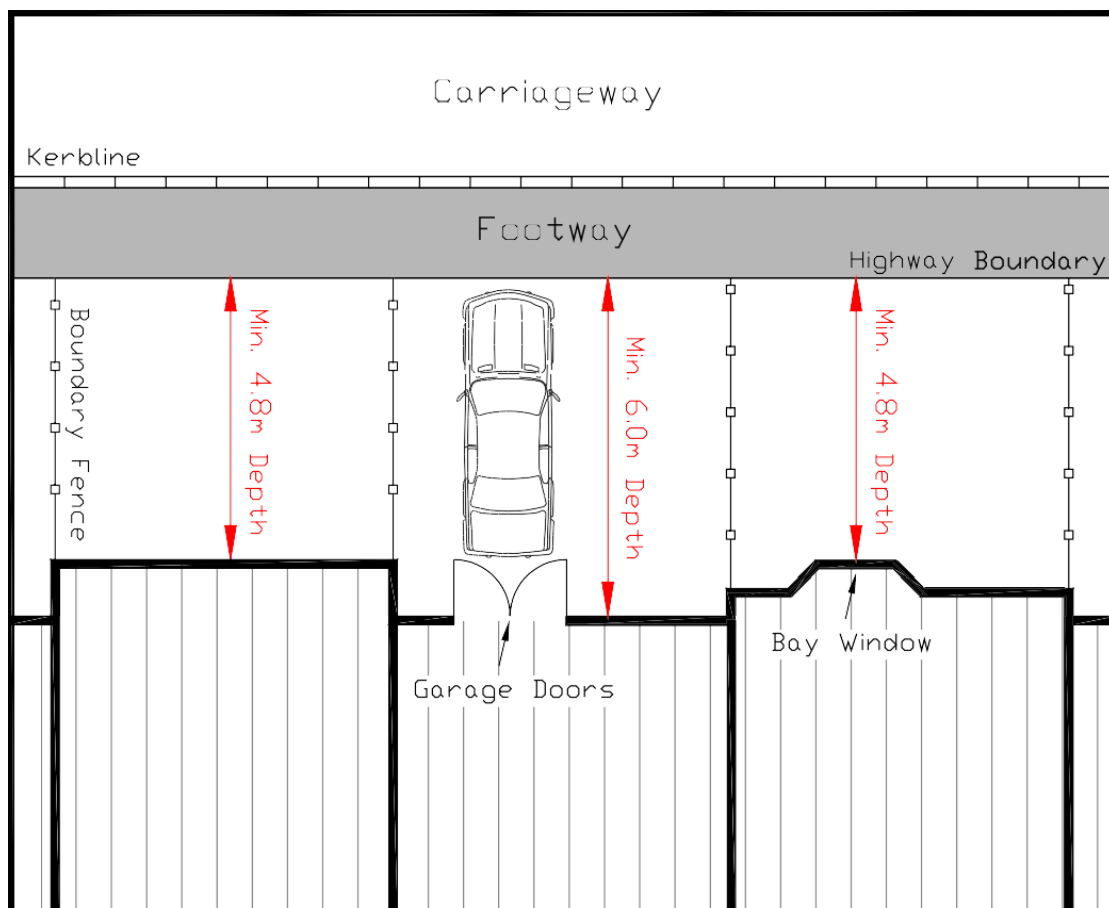 Carriageway
Kerbline
Footway
Highway Boundary
Boundary Fence
Min. 4.8m Depth
Min. 6.0m Depth
Min. 4.8m Depth
Bay Window
Garage Doors